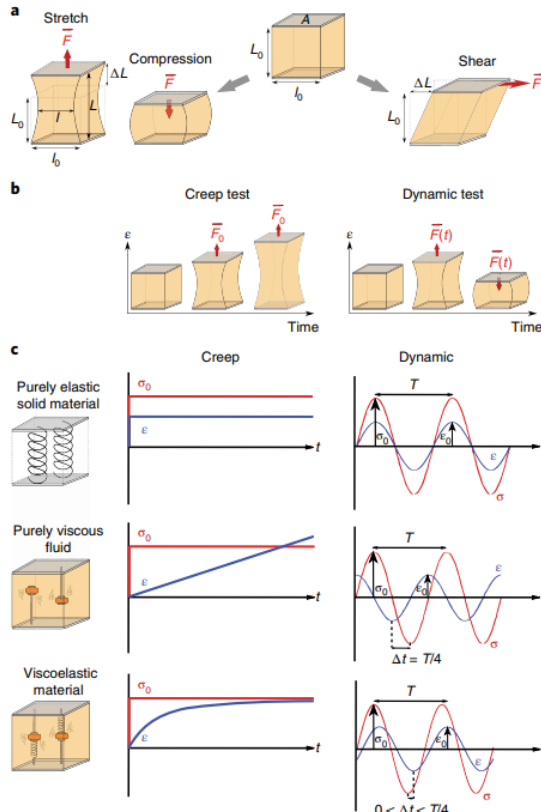 a
Stretch
F
ΔL
L
L0
l
l0
Compression
F
A
L0
l0
Shear
ΔL
F
L0
b
Creep test
ε
F0
F0
Time
Dynamic test
ε
F(t)
F(t)
Time
c
Creep
Dynamic
Purely elastic
solid material
σ0
ε
t
T
σ0
ε0
ε
σ
Purely viscous
fluid
σ0
ε
t
T
ε
σ0
ε0
σ
Δt = T/4
Viscoelastic
material
σ0
ε
t
T
σ0
ε0
ε
σ
0 < Δt < T/4